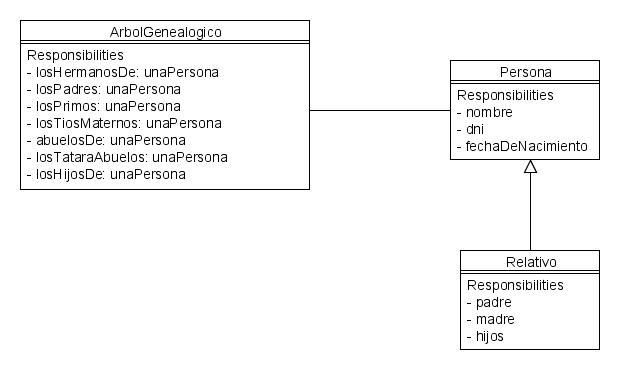 ArbolGenealogico
Responsibilities
- losHermanosDe: unaPersona
- losPadres: unaPersona
- losPrimos: unaPersona
- losTiosMaternos: unaPersona
- abuelosDe: unaPersona
- losTataraAbuelos: unaPersona
- losHijosDe: unaPersona
Persona
Responsibilities
- nombre
- dni
- fechaDeNacimiento
Relativo
Responsibilities
- padre
- madre
- hijos